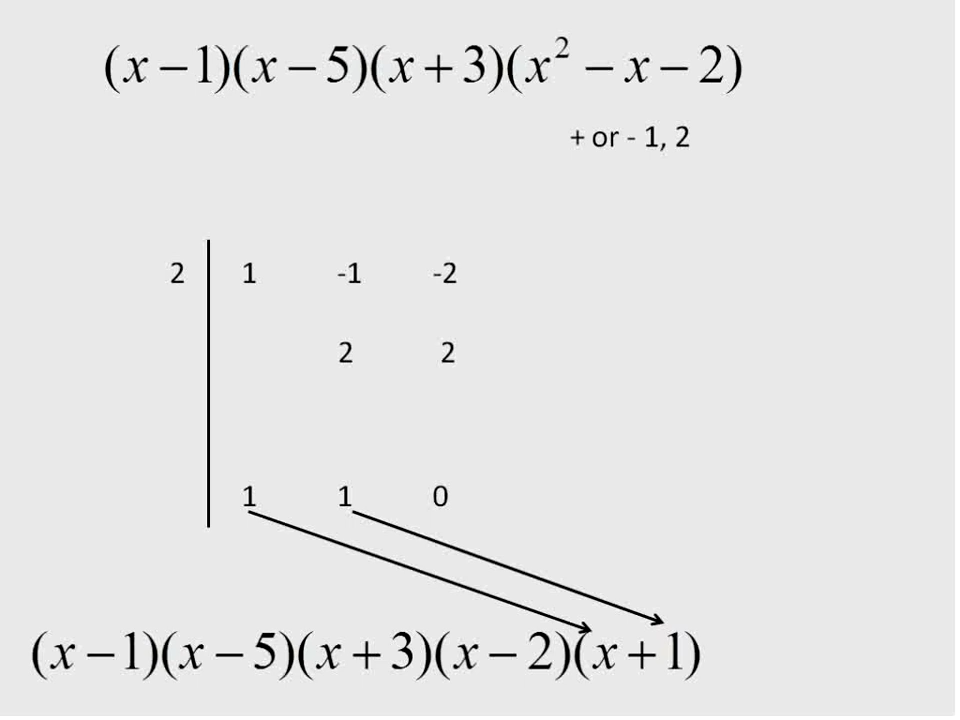 (x−1)(x−5)(x+3)(x²−x−2)
+ or - 1, 2
2 1 -1 -2
2 2
1 1 0
(x−1)(x−5)(x+3)(x−2)(x+1)